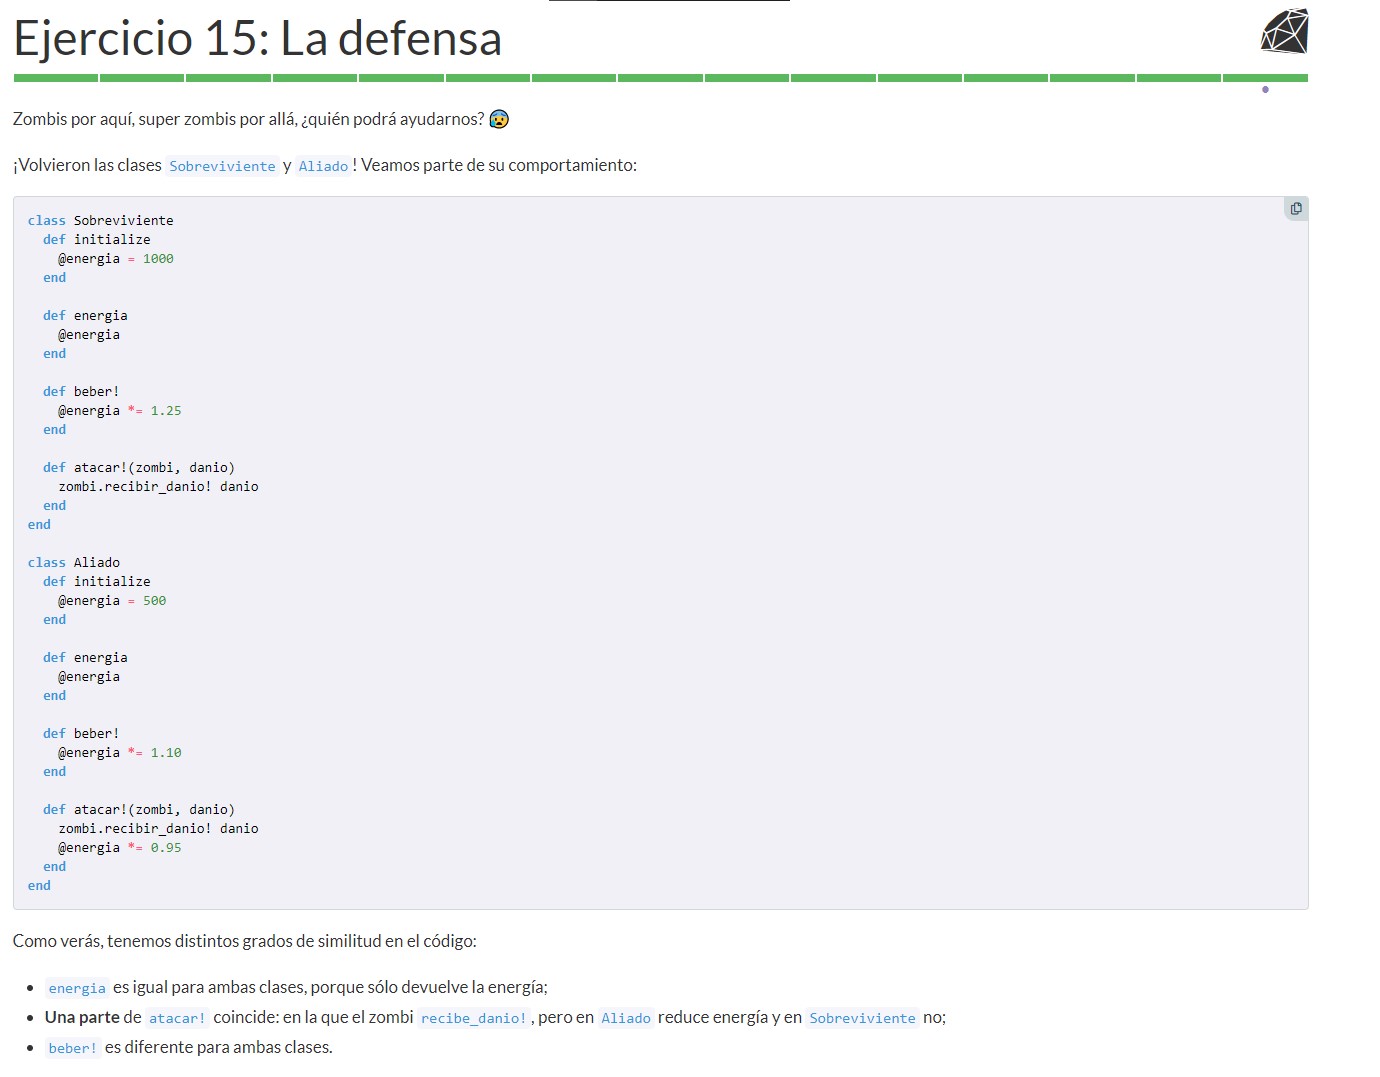 Ejercicio 15: La defensa
Zombis por aquí, super zombis por allá, ¿quién podrá ayudarnos? 😰
¡Volvieron las clases Sobreviviente y Aliado! Veamos parte de su comportamiento:
class Sobreviviente
  def initialize
    @energia = 1000
  end

  def energia
    @energia
  end

  def beber!
    @energia *= 1.25
  end

  def atacar!(zombi, danio)
    zombi.recibir_danio! danio
  end
end

class Aliado
  def initialize
    @energia = 500
  end

  def energia
    @energia
  end

  def beber!
    @energia *= 1.10
  end

  def atacar!(zombi, danio)
    zombi.recibir_danio! danio
    @energia *= 0.95
  end
end
Como verás, tenemos distintos grados de similitud en el código:
• energia es igual para ambas clases, porque sólo devuelve la energía;
• Una parte de atacar! coincide: en la que el zombi recibe_danio!, pero en Aliado reduce energía y en Sobreviviente no;
• beber! es diferente para ambas clases.